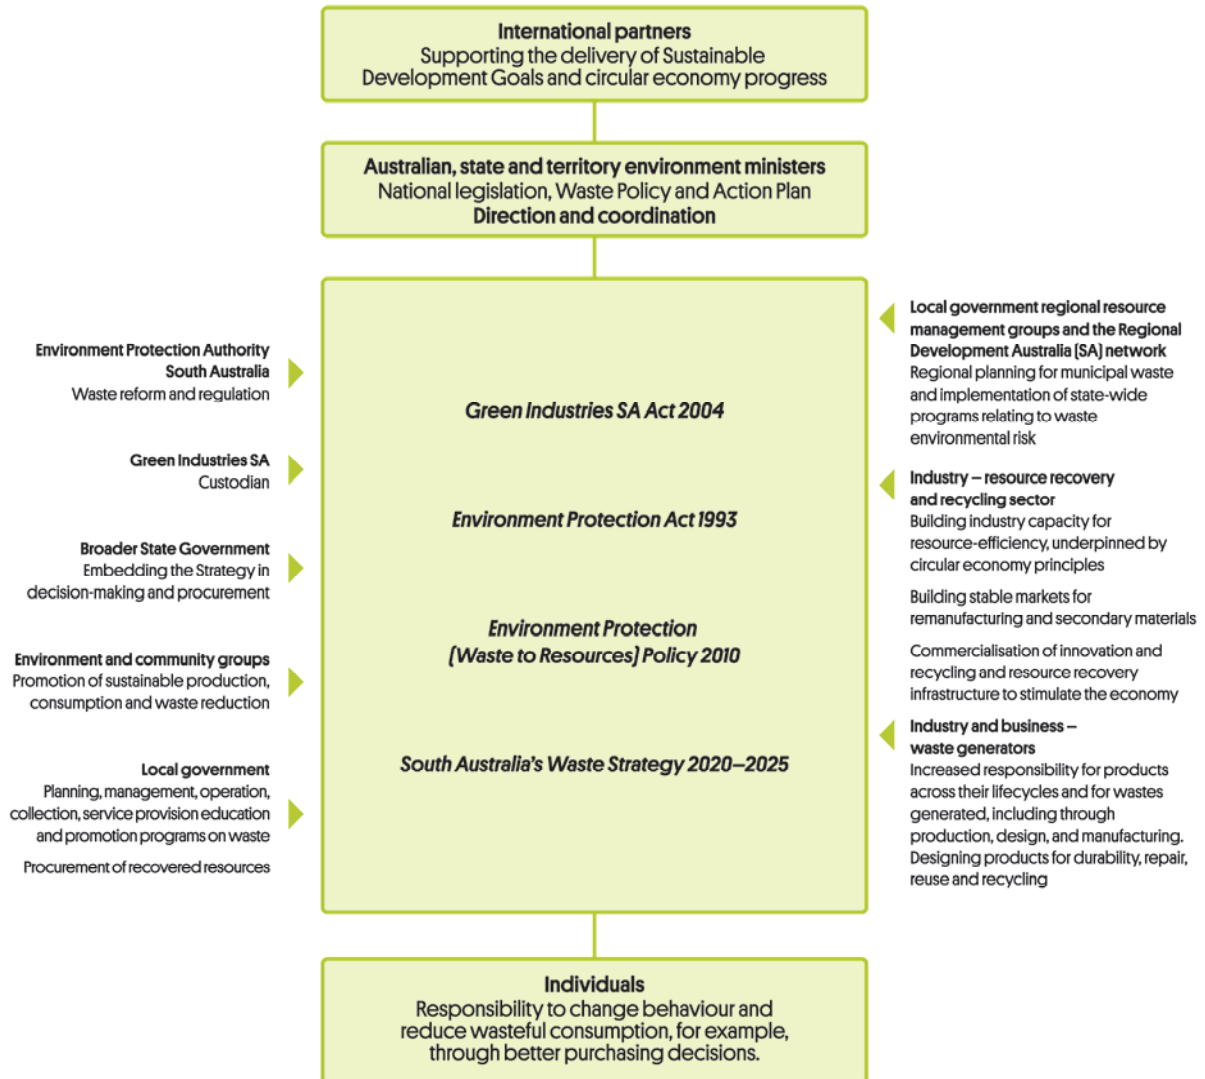 International partners
Supporting the delivery of Sustainable
Development Goals and circular economy progress
Australian, state and territory environment ministers
National legislation, Waste Policy and Action Plan
Direction and coordination
Environment Protection Authority
South Australia
Waste reform and regulation
Green Industries SA
Custodian
Broader State Government
Embedding the Strategy in
decision-making and procurement
Environment and community groups
Promotion of sustainable production,
consumption and waste reduction
Local government
Planning, management, operation,
collection, service provision education
and promotion programs on waste
Procurement of recovered resources
Green Industries SA Act 2004
Environment Protection Act 1993
Environment Protection
(Waste to Resources) Policy 2010
South Australia's Waste Strategy 2020–2025
Local government regional resource
management groups and the Regional
Development Australia (SA) network
Regional planning for municipal waste
and implementation of state-wide
programs relating to waste
environmental risk
Industry – resource recovery
and recycling sector
Building industry capacity for
resource-efficiency, underpinned by
circular economy principles
Building stable markets for
remanufacturing and secondary materials
Commercialisation of innovation and
recycling and resource recovery
infrastructure to stimulate the economy
Industry and business –
waste generators
Increased responsibility for products
across their lifecycles and for wastes
generated, including through
production, design, and manufacturing.
Designing products for durability, repair,
reuse and recycling
Individuals
Responsibility to change behaviour and
reduce wasteful consumption, for example,
through better purchasing decisions.